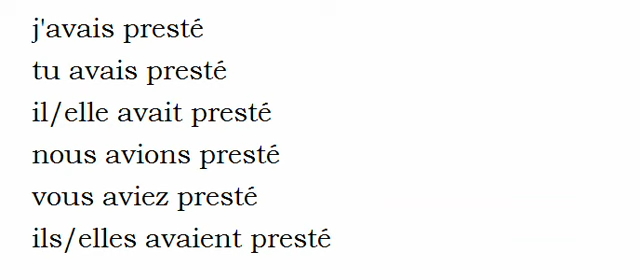 j'avais presté
tu avais presté
il/elle avait presté
nous avions presté
vous aviez presté
ils/elles avaient presté